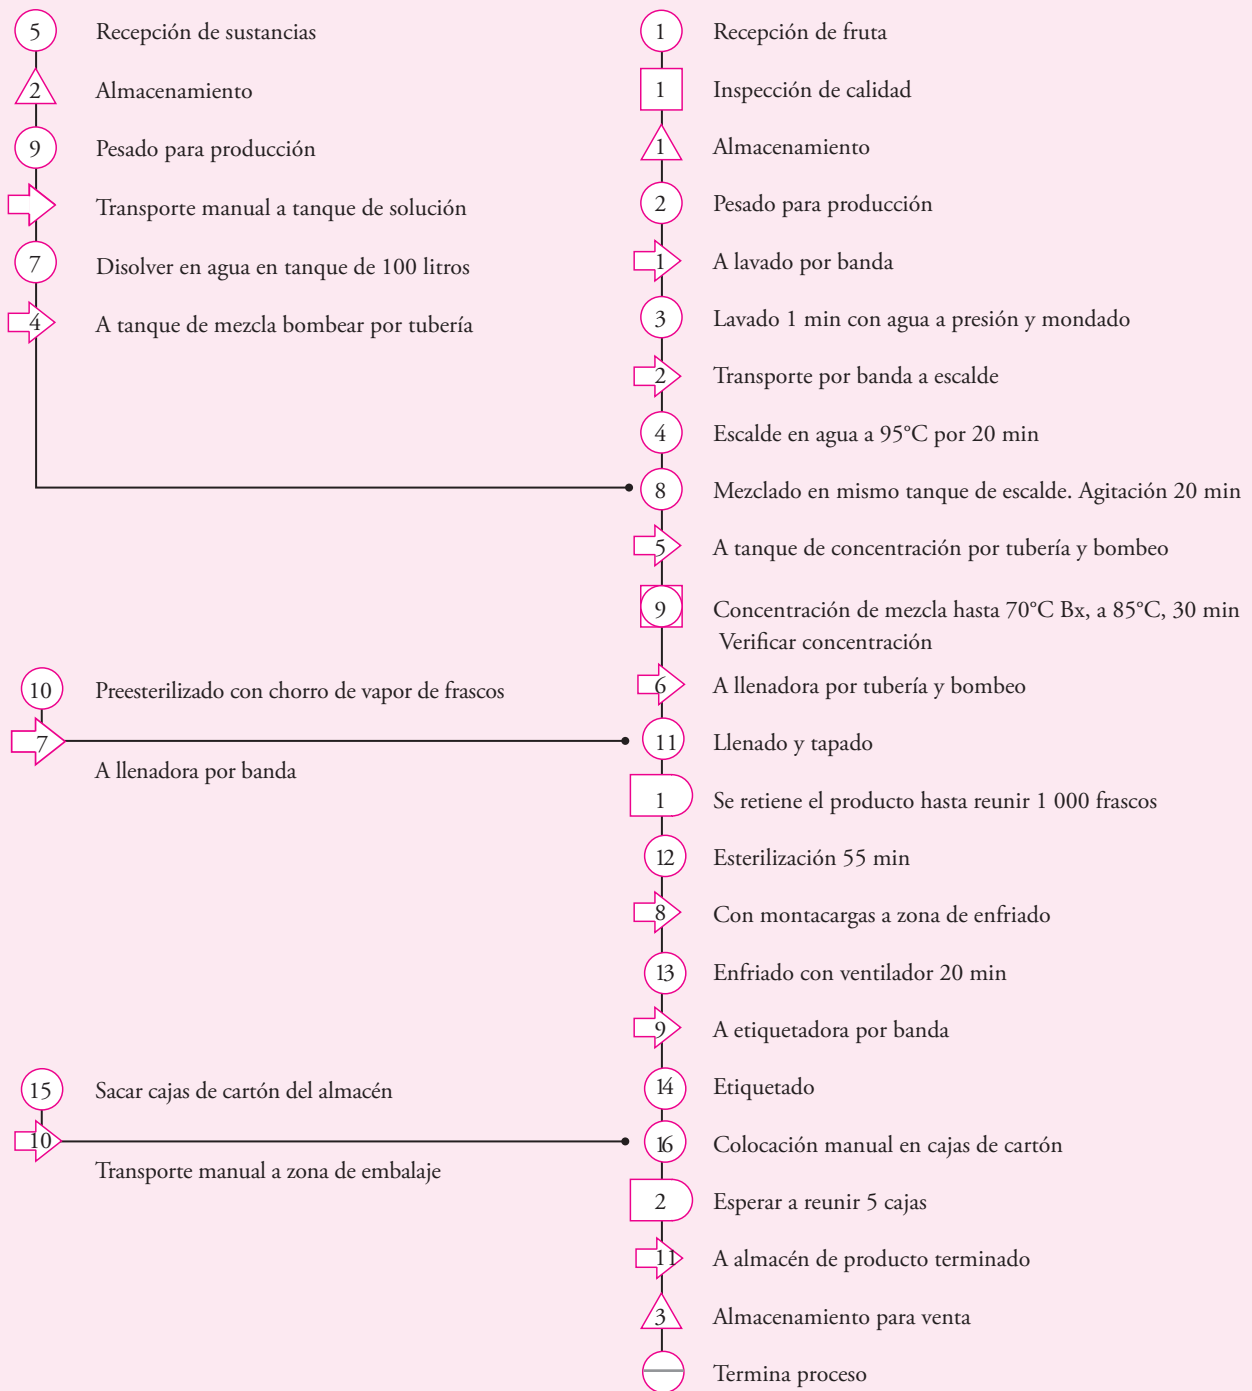 5 Recepción de sustancias
2 Almacenamiento
9 Pesado para producción
Transporte manual a tanque de solución
7 Disolver en agua en tanque de 100 litros
4 A tanque de mezcla bombear por tubería
10 Preesterilizado con chorro de vapor de frascos
7
A llenadora por banda
15 Sacar cajas de cartón del almacén
10
Transporte manual a zona de embalaje
1 Recepción de fruta
1 Inspección de calidad
1 Almacenamiento
2 Pesado para producción
1 A lavado por banda
3 Lavado 1 min con agua a presión y mondado
2 Transporte por banda a escalde
4 Escalde en agua a 95°C por 20 min
8 Mezclado en mismo tanque de escalde. Agitación 20 min
5 A tanque de concentración por tubería y bombeo
9 Concentración de mezcla hasta 70°C Bx, a 85°C, 30 min
Verificar concentración
6 A llenadora por tubería y bombeo
11 Llenado y tapado
1 Se retiene el producto hasta reunir 1 000 frascos
12 Esterilización 55 min
8 Con montacargas a zona de enfriado
13 Enfriado con ventilador 20 min
9 A etiquetadora por banda
14 Etiquetado
16 Colocación manual en cajas de cartón
2 Esperar a reunir 5 cajas
11 A almacén de producto terminado
3 Almacenamiento para venta
Termina proceso